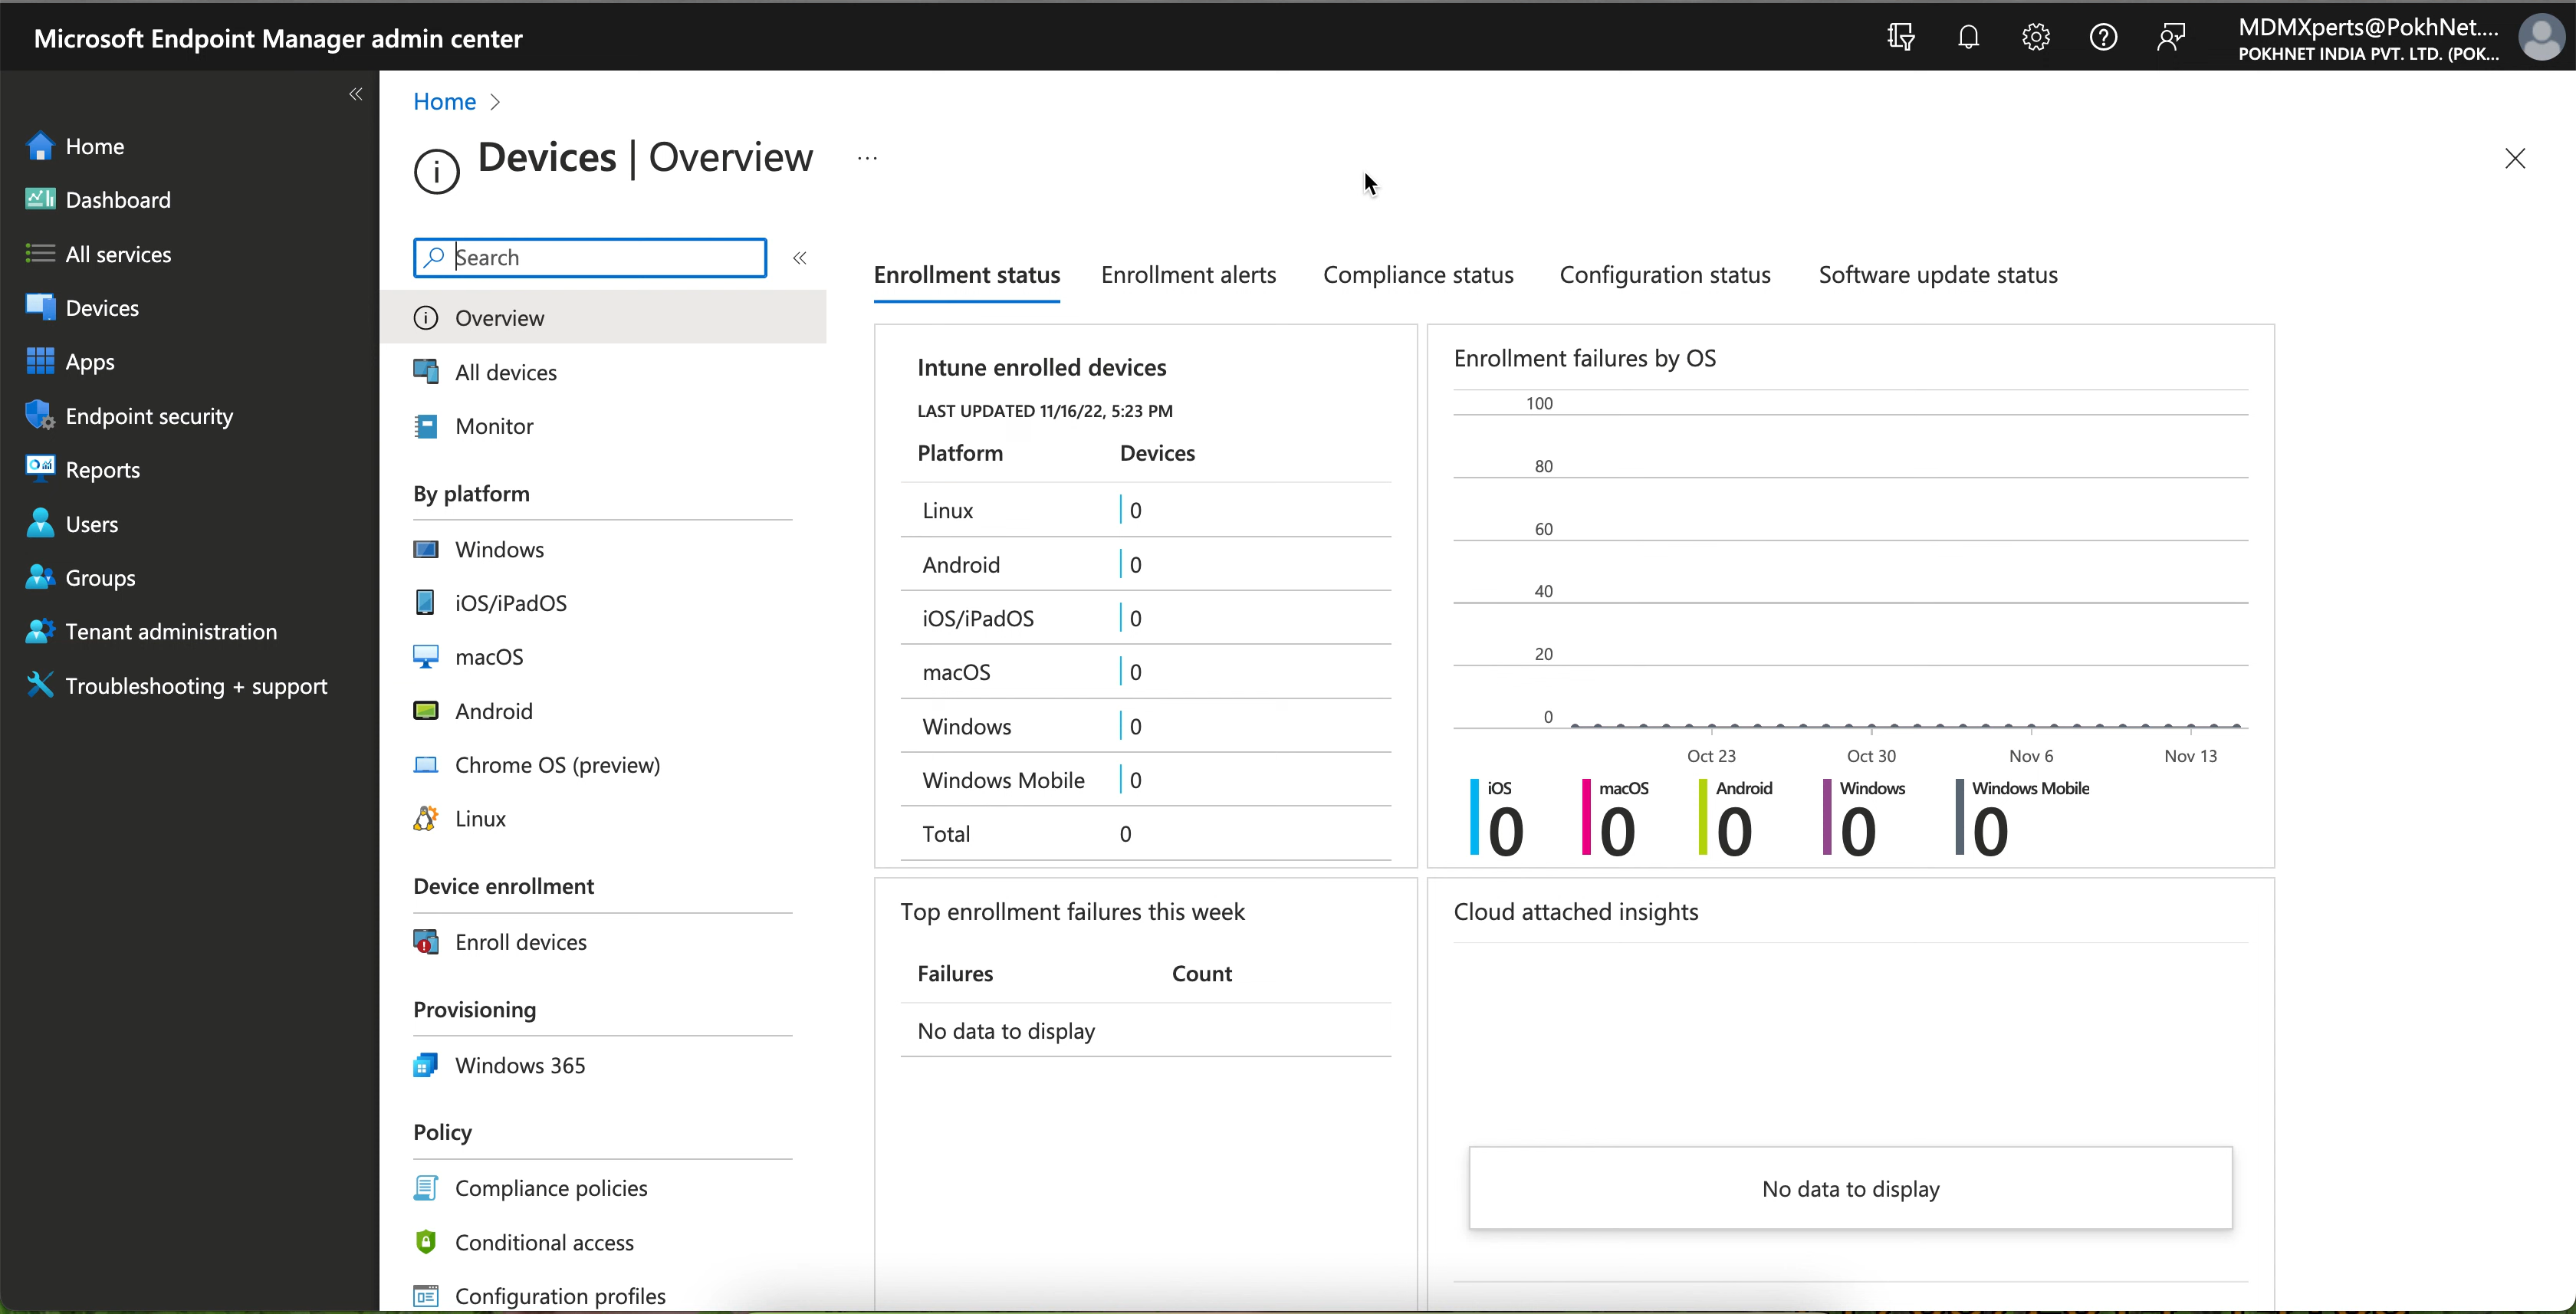 Microsoft Endpoint Manager admin center
MDMXperts@PokhNet....
POKHNET INDIA PVT. LTD. (POK...
Home
Dashboard
All services
Devices
Apps
Endpoint security
Reports
Users
Groups
Tenant administration
Troubleshooting + support
Home >
Devices | Overview ...
Search
Overview
All devices
Monitor
By platform
Windows
iOS/iPadOS
macOS
Android
Chrome OS (preview)
Linux
Device enrollment
Enroll devices
Provisioning
Windows 365
Policy
Compliance policies
Conditional access
Configuration profiles
Enrollment status Enrollment alerts Compliance status Configuration status Software update status
Intune enrolled devices
LAST UPDATED 11/16/22, 5:23 PM
Platform Devices
Linux 0
Android 0
iOS/iPadOS 0
macOS 0
Windows 0
Windows Mobile 0
Total 0
Enrollment failures by OS
100
80
60
40
20
0
Oct 23 Oct 30 Nov 6 Nov 13
iOS macOS Android Windows Windows Mobile
0 0 0 0 0
Top enrollment failures this week
Failures Count
No data to display
Cloud attached insights
No data to display